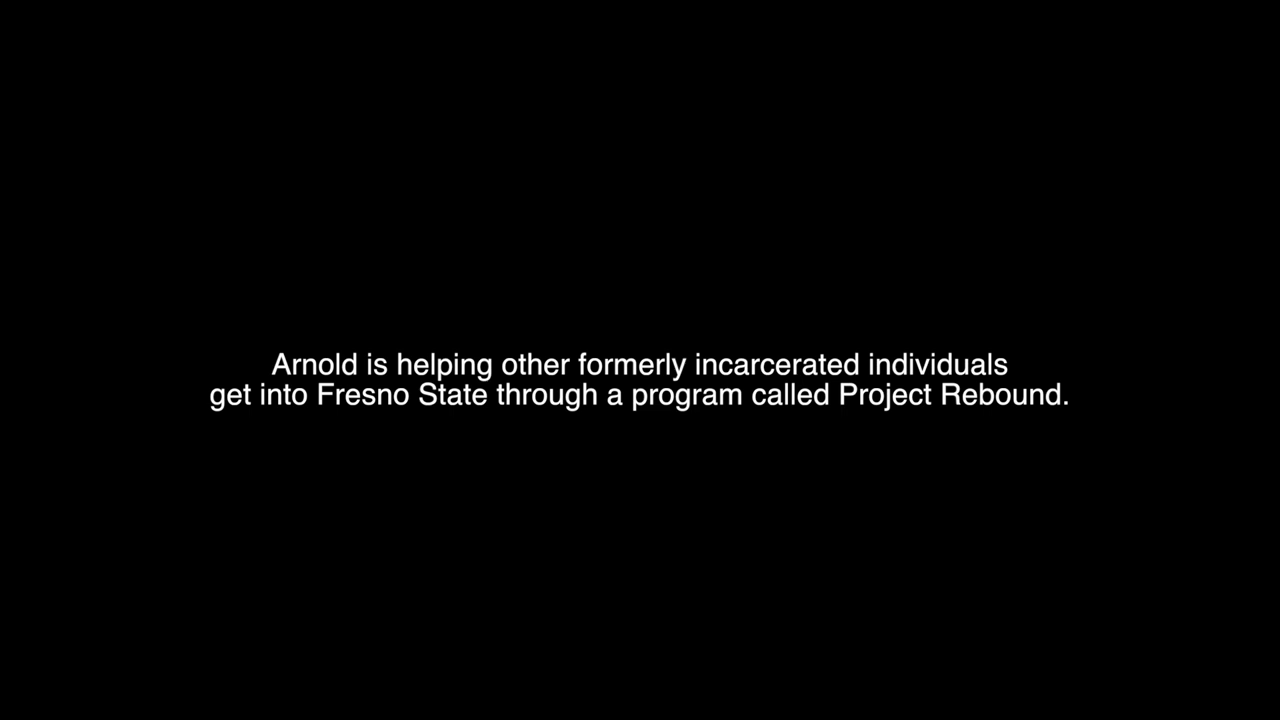 Arnold is helping other formerly incarcerated individuals
get into Fresno State through a program called Project Rebound.